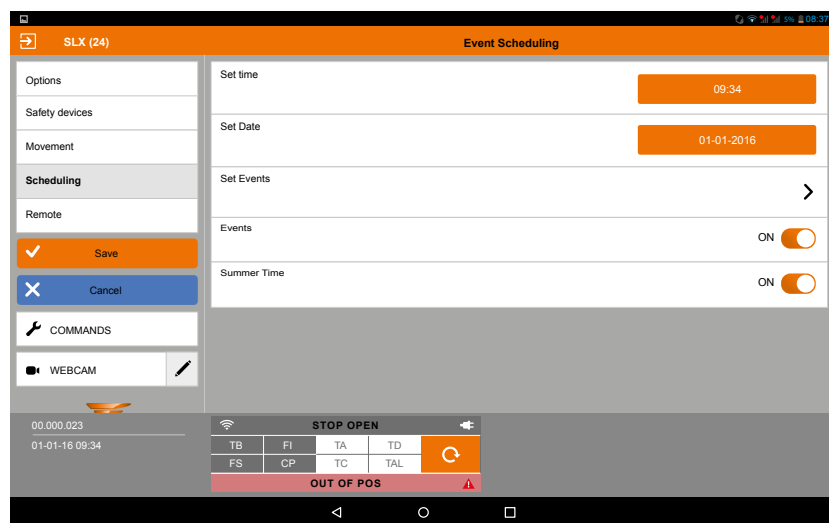 5% 08:37
SLX (24)
Event Scheduling
Options
Safety devices
Movement
Scheduling
Remote
Save
Cancel
COMMANDS
WEBCAM
Set time
09:34
Set Date
01-01-2016
Set Events
Events
ON
Summer Time
ON
00.000.023
01-01-16 09:34
STOP OPEN
TB FI TA TD
FS CP TC TAL
OUT OF POS